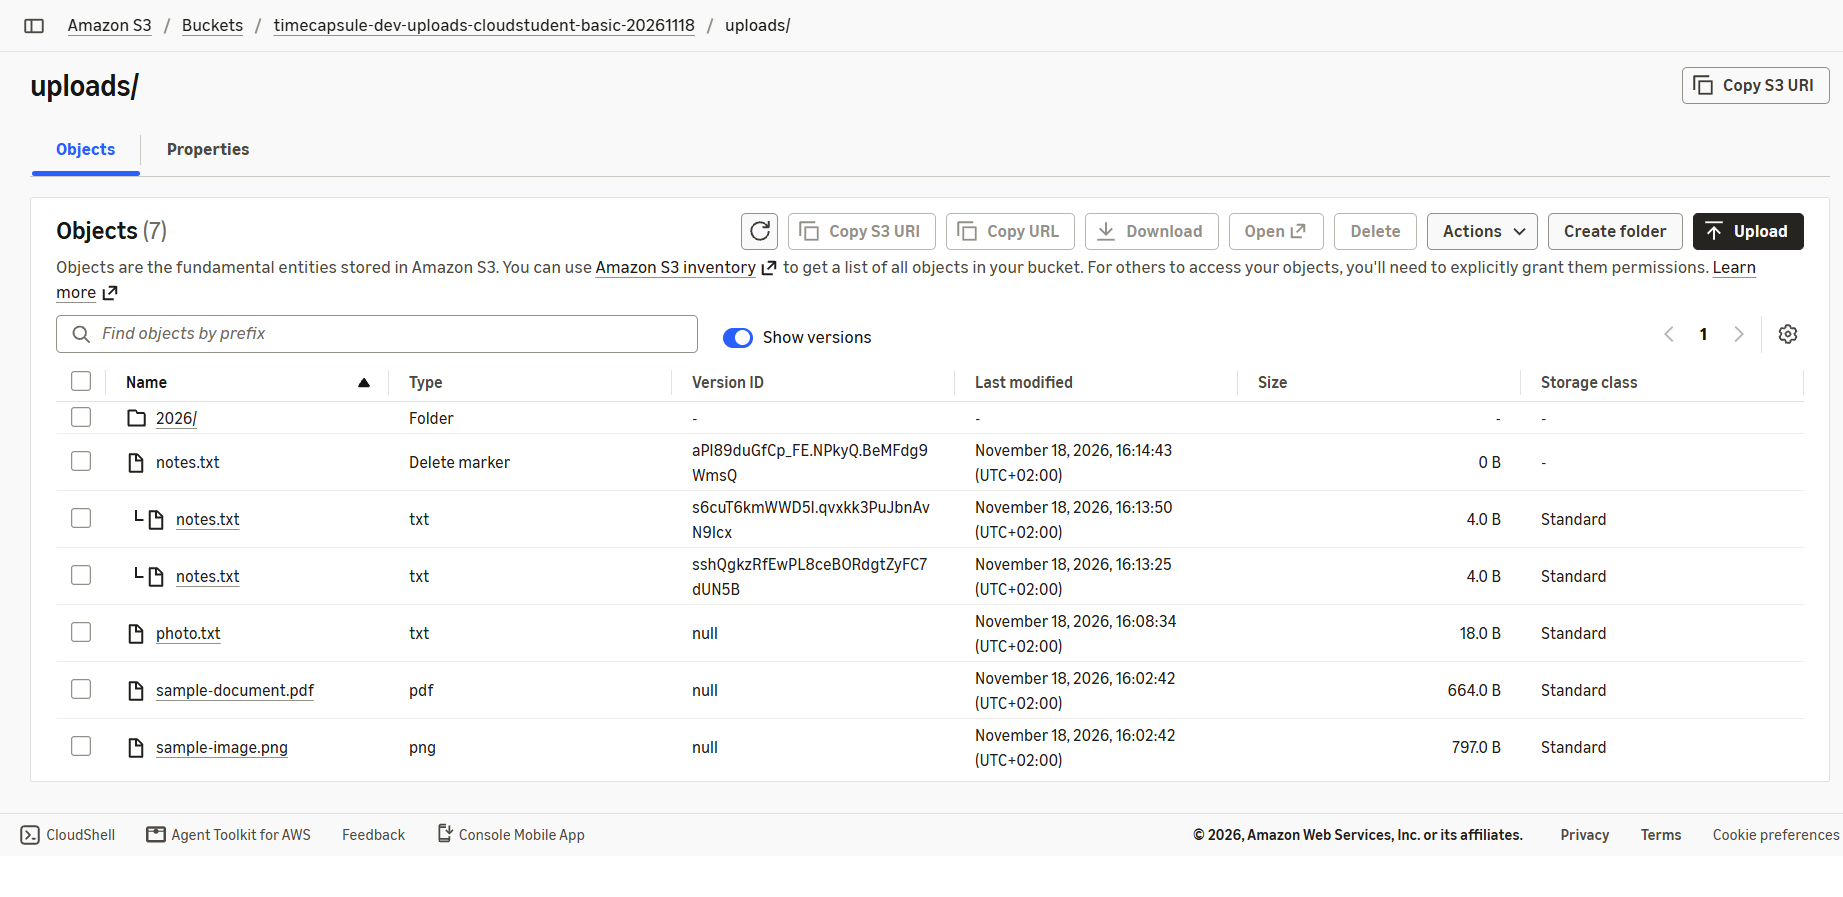 Amazon S3 / Buckets / timecapsule-dev-uploads-cloudstudent-basic-20261118 / uploads/
uploads/
Copy S3 URI
Objects
Properties
Objects (7)
Copy S3 URI
Copy URL
Download
Open
Delete
Actions
Create folder
Upload
Objects are the fundamental entities stored in Amazon S3. You can use Amazon S3 inventory to get a list of all objects in your bucket. For others to access your objects, you'll need to explicitly grant them permissions. Learn
more
Find objects by prefix
Show versions
1
Name Type Version ID Last modified Size Storage class
2026/ Folder - - - -
notes.txt Delete marker aPl89duGfCp_FE.NPkyQ.BeMFdg9 November 18, 2026, 16:14:43 0 B -
WmsQ (UTC+02:00)
notes.txt txt s6cuT6kmWWD5l.qvxkk3PuJbnAv November 18, 2026, 16:13:50 4.0 B Standard
N9lcx (UTC+02:00)
notes.txt txt sshQgkzRfEwPL8ceBORdgtZyFC7 November 18, 2026, 16:13:25 4.0 B Standard
dUN5B (UTC+02:00)
photo.txt txt null November 18, 2026, 16:08:34 18.0 B Standard
(UTC+02:00)
sample-document.pdf pdf null November 18, 2026, 16:02:42 664.0 B Standard
(UTC+02:00)
sample-image.png png null November 18, 2026, 16:02:42 797.0 B Standard
(UTC+02:00)
CloudShell Agent Toolkit for AWS Feedback Console Mobile App © 2026, Amazon Web Services, Inc. or its affiliates. Privacy Terms Cookie preferences